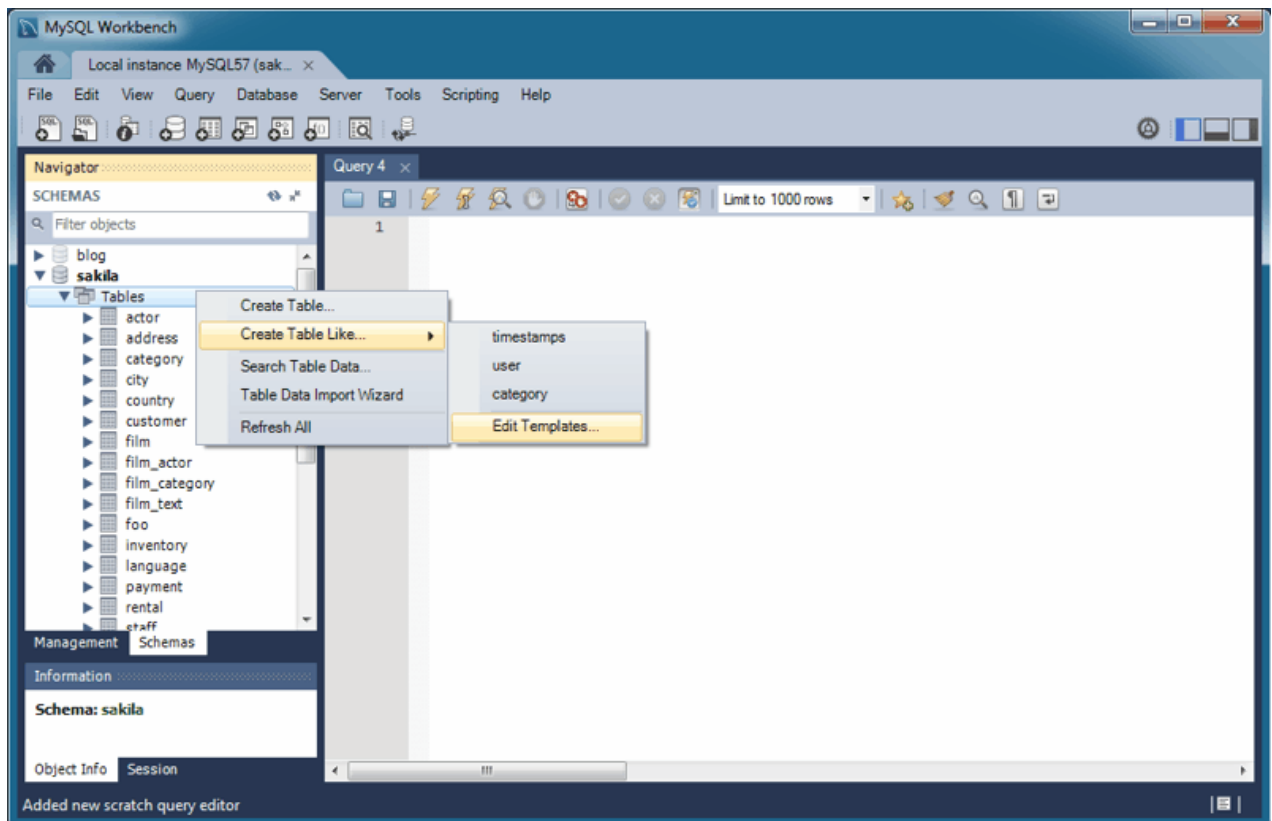 MySQL Workbench
Local instance MySQL57 (sak... ×
File Edit View Query Database Server Tools Scripting Help
Navigator
Query 4 ×
SCHEMAS
Limit to 1000 rows
Filter objects
1
blog
sakila
Tables
actor
address
category
city
country
customer
film
film_actor
film_category
film_text
foo
inventory
language
payment
rental
staff
Create Table...
Create Table Like...
Search Table Data...
Table Data Import Wizard
Refresh All
timestamps
user
category
Edit Templates...
Management Schemas
Information
Schema: sakila
Object Info Session
Added new scratch query editor